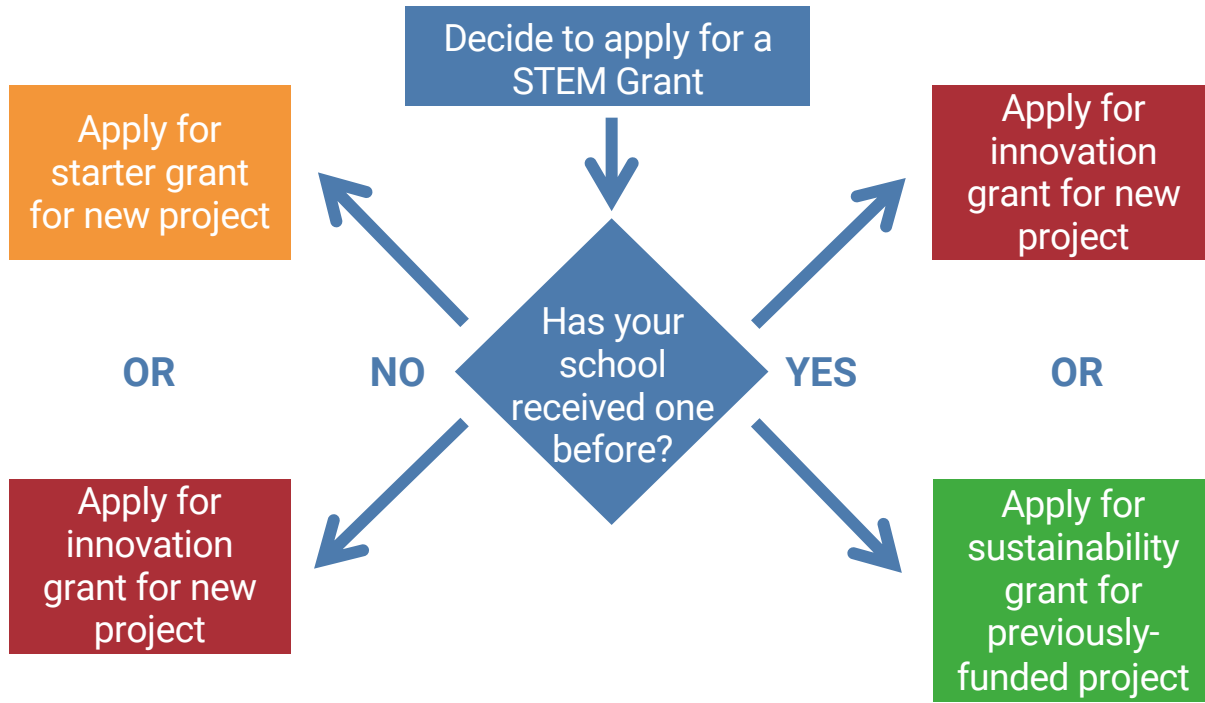 Decide to apply for a
STEM Grant
Apply for
starter grant
for new project
Apply for
innovation
grant for new
project
Has your
school
received one
before?
OR
NO
YES
OR
Apply for
innovation
grant for new
project
Apply for
sustainability
grant for
previously-
funded project